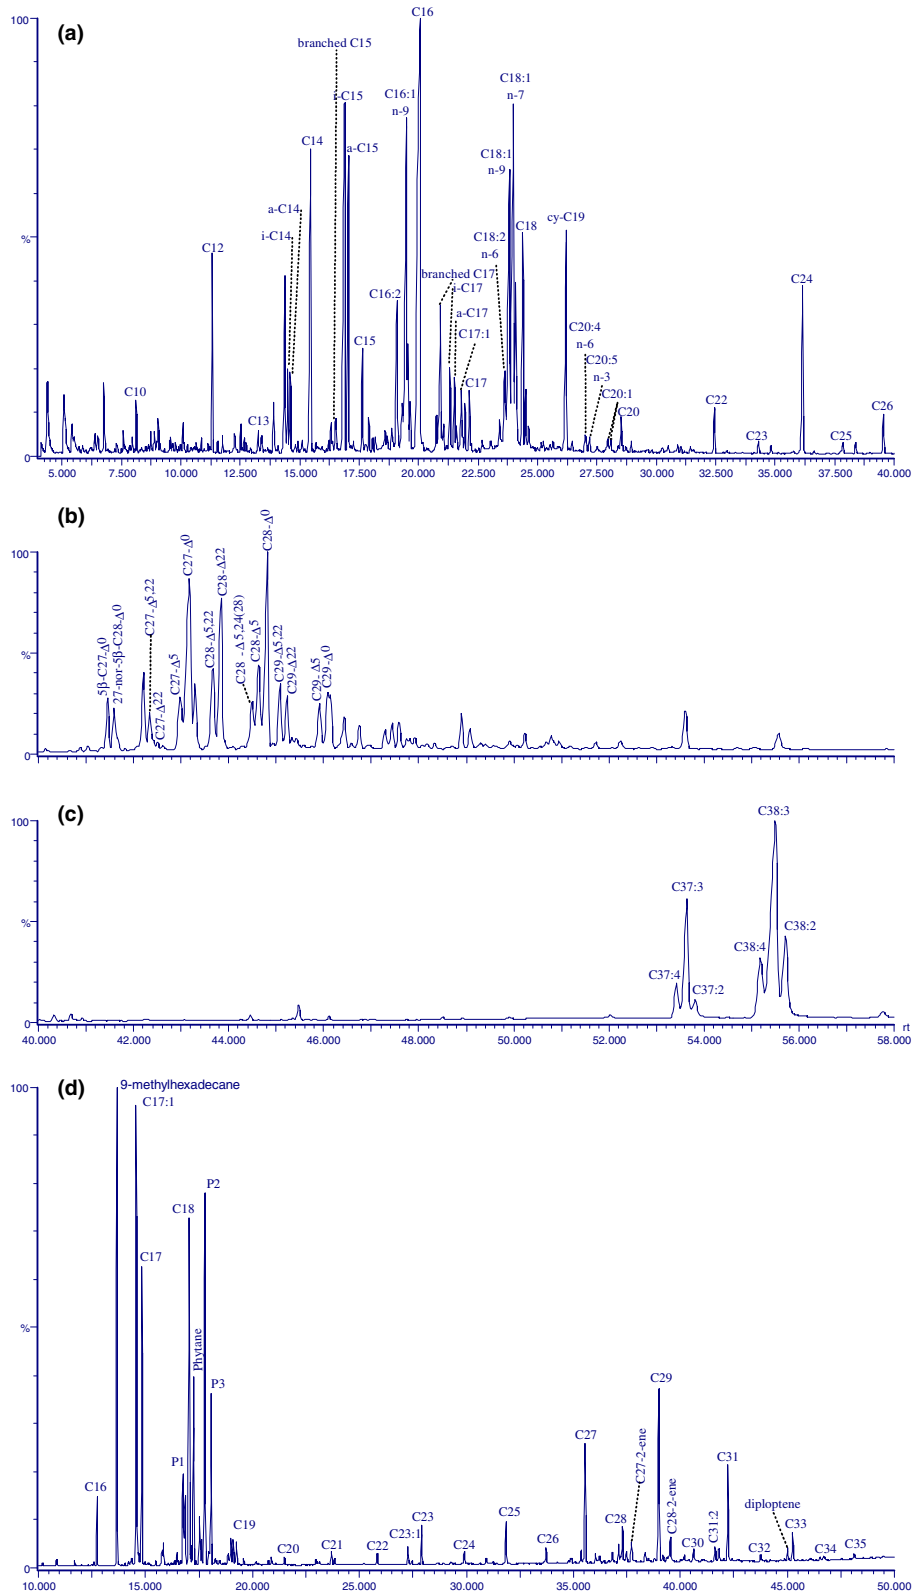 (a)
100
%
0
C10
C12
C13
i-C14
a-C14
C14
branched C15
i-C15
a-C15
C15
C16:2
C16:1
n-9
C16
branched C17
i-C17
a-C17
C17:1
C17
C18:2
n-6
C18:1
n-9
C18:1
n-7
C18
cy-C19
C20:4
n-6
C20:5
n-3
C20:1
C20
C22
C23
C24
C25
C26
5.000 7.500 10.000 12.500 15.000 17.500 20.000 22.500 25.000 27.500 30.000 32.500 35.000 37.500 40.000
(b)
100
%
0
5β-C27-Δ0
27-nor-5β-C28-Δ0
C27-Δ5,22
C27-Δ22
C27-Δ5
C27-Δ0
C28-Δ5,22
C28-Δ22
C28 -Δ5,24(28)
C28-Δ5
C28-Δ0
C29-Δ5,22
C29-Δ22
C29- Δ5
C29-Δ0
(c)
100
%
0
C37:4
C37:3
C37:2
C38:4
C38:3
C38:2
40.000 42.000 44.000 46.000 48.000 50.000 52.000 54.000 56.000 58.000
rt
(d)
100
%
0
C16
9-methylhexadecane
C17:1
C17
P1
C18
Phytane
P2
P3
C19
C20
C21
C22
C23:1
C23
C24
C25
C26
C27
C28
C27-2-ene
C29
C28-2-ene
C30
C31:2
C31
C32
diploptene
C33
C34
C35
10.000 15.000 20.000 25.000 30.000 35.000 40.000 45.000 50.000